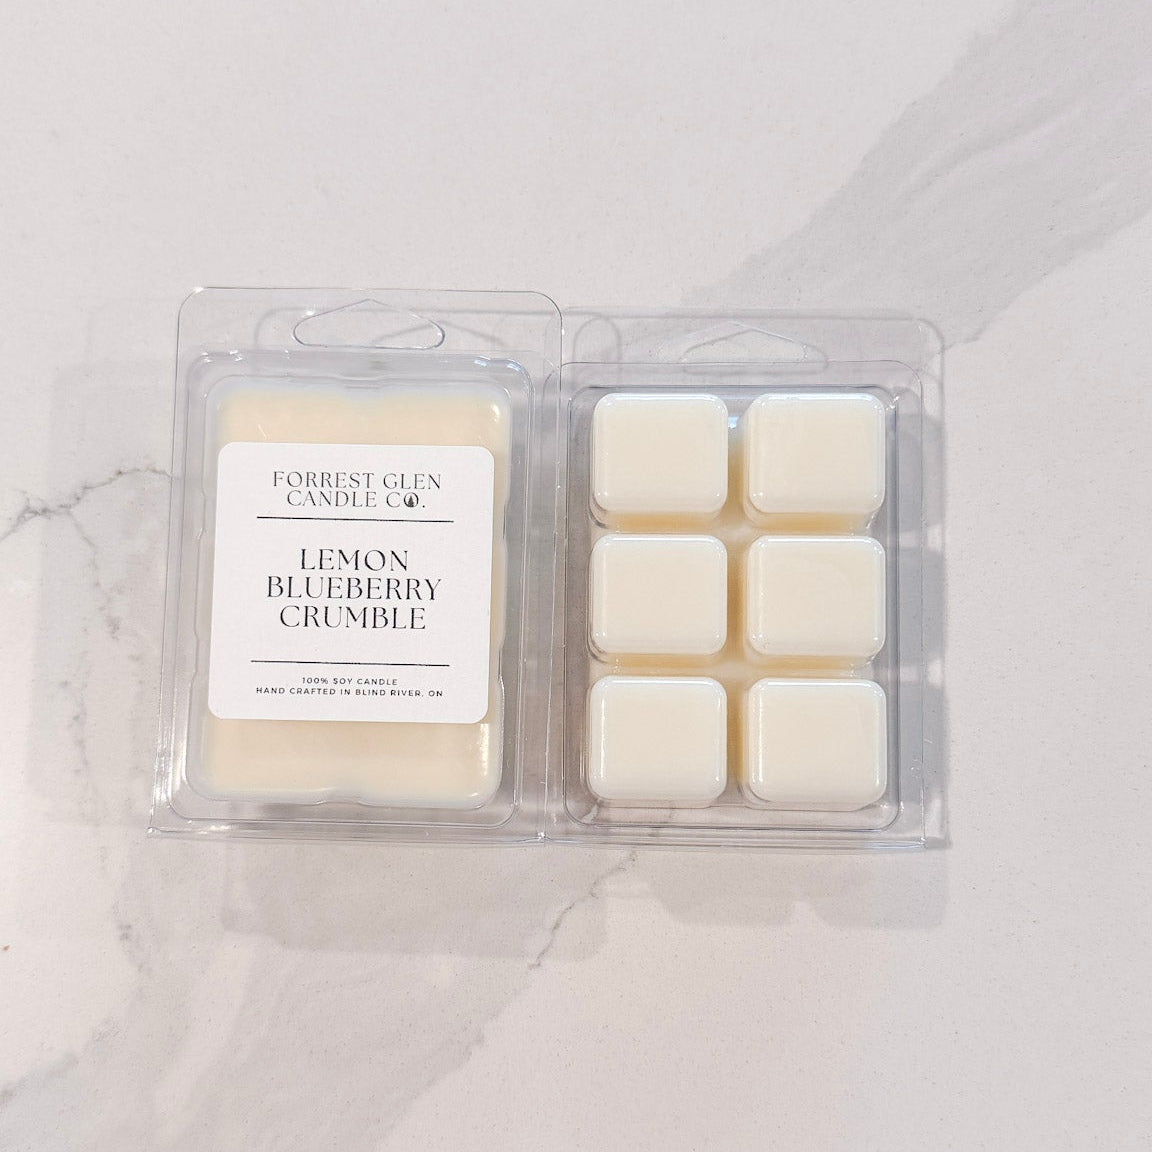 FORREST GLEN
CANDLE CO.
LEMON
BLUEBERRY
CRUMBLE
100% SOY CANDLE
HAND CRAFTED IN BLIND RIVER, ON